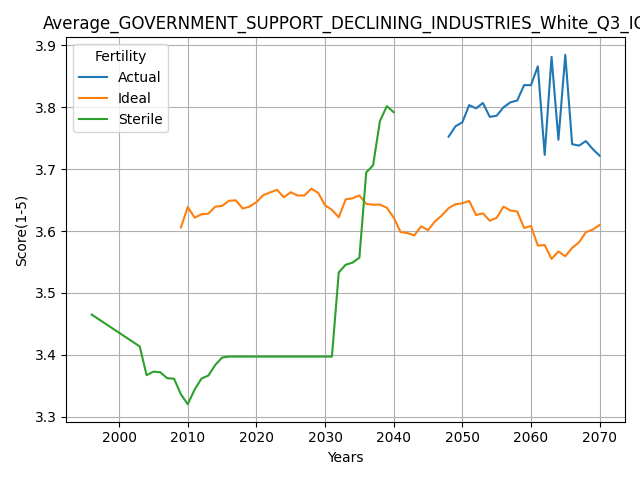 Average_GOVERNMENT_SUPPORT_DECLINING_INDUSTRIES_White_Q3_IC
Fertility
Actual
Ideal
Sterile
3.9
3.8
3.7
3.6
3.5
3.4
3.3
Score(1-5)
2000 2010 2020 2030 2040 2050 2060 2070
Years